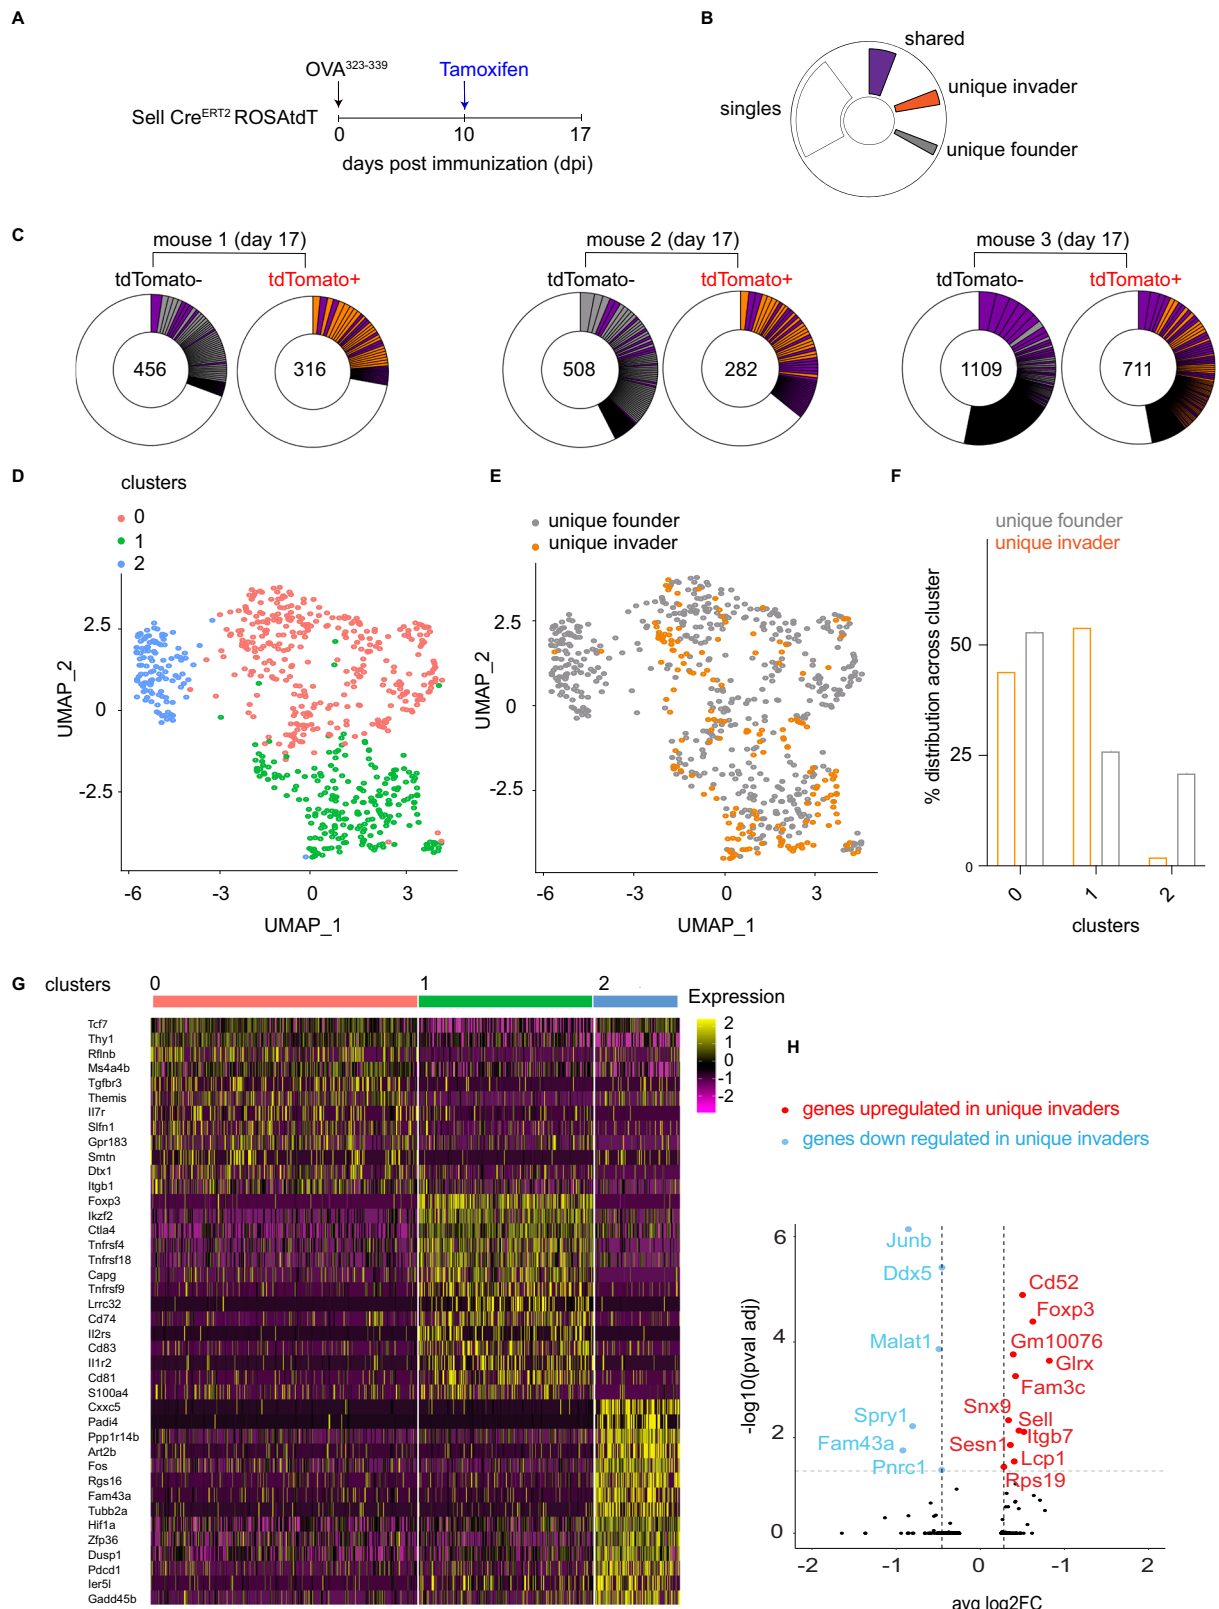 A
OVA323-339
Tamoxifen
Sell CreERT2 ROSAtdT
0
10
17
days post immunization (dpi)
B
shared
unique invader
singles
unique founder
C
mouse 1 (day 17)
tdTomato-
tdTomato+
456
316
mouse 2 (day 17)
tdTomato-
tdTomato+
508
282
mouse 3 (day 17)
tdTomato-
tdTomato+
1109
711
D
clusters
0
1
2
UMAP_2
2.5
0
-2.5
-6
-3
0
3
UMAP_1
E
unique founder
unique invader
UMAP_2
2.5
0
-2.5
-6
-3
0
3
UMAP_1
F
unique founder
unique invader
% distribution across cluster
50
25
0
0
1
2
clusters
G
clusters
0
1
2
Expression
2
1
0
-1
-2
Tcf7
Thy1
Rflnb
Ms4a4b
Tgfbr3
Themis
Il7r
Slfn1
Gpr183
Smtn
Dtx1
Itgb1
Foxp3
Ikzf2
Ctla4
Tnfrsf4
Tnfrsf18
Capg
Tnfrsf9
Lrrc32
Cd74
Il2rs
Cd83
Il1r2
Cd81
S100a4
Cxxc5
Padi4
Ppp1r14b
Art2b
Fos
Rgs16
Fam43a
Tubb2a
Hif1a
Zfp36
Dusp1
Pdcd1
Ier5l
Gadd45b
H
genes upregulated in unique invaders
genes down regulated in unique invaders
-log10(pval adj)
6
4
2
0
Junb
Ddx5
Malat1
Spry1
Fam43a
Pnrc1
Cd52
Foxp3
Gm10076
Glrx
Fam3c
Snx9
Sell
Itgb7
Sesn1
Lcp1
Rps19
-2
-1
0
-1
2
avg log2FC